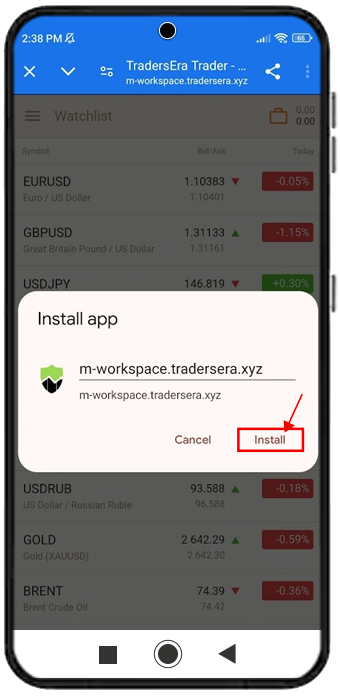 2:38 PM
65
TradersEra Trader - ...
m-workspace.tradersera.xyz
Watchlist
0.00
0.00
Symbol Bid/Ask Today
EURUSD 1.10383 -0.05%
Euro / US Dollar 1.10401
GBPUSD 1.31133 -1.15%
Great Britain Pound / US Dollar 1.31161
USDJPY 146.819 +0.30%
Install app
m-workspace.tradersera.xyz
m-workspace.tradersera.xyz
Cancel Install
USDRUB 93.588 -0.18%
US Dollar / Russian Ruble 96.588
GOLD 2 642.29 -0.59%
Gold (XAUUSD) 2 642.30
BRENT 74.39 -0.36%
Brent Crude Oil 74.42